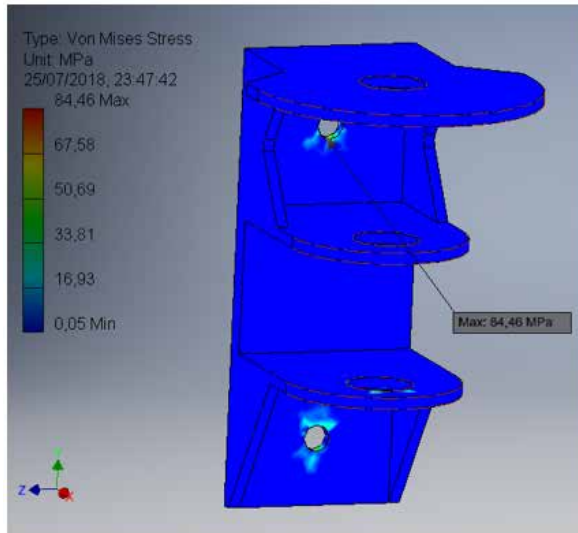 Type: Von Mises Stress
Unit: MPa
25/07/2018, 23:47:42
84,46 Max
67,58
50,69
33,81
16,93
0,05 Min
Max: 84,46 MPa
Y
Z
X